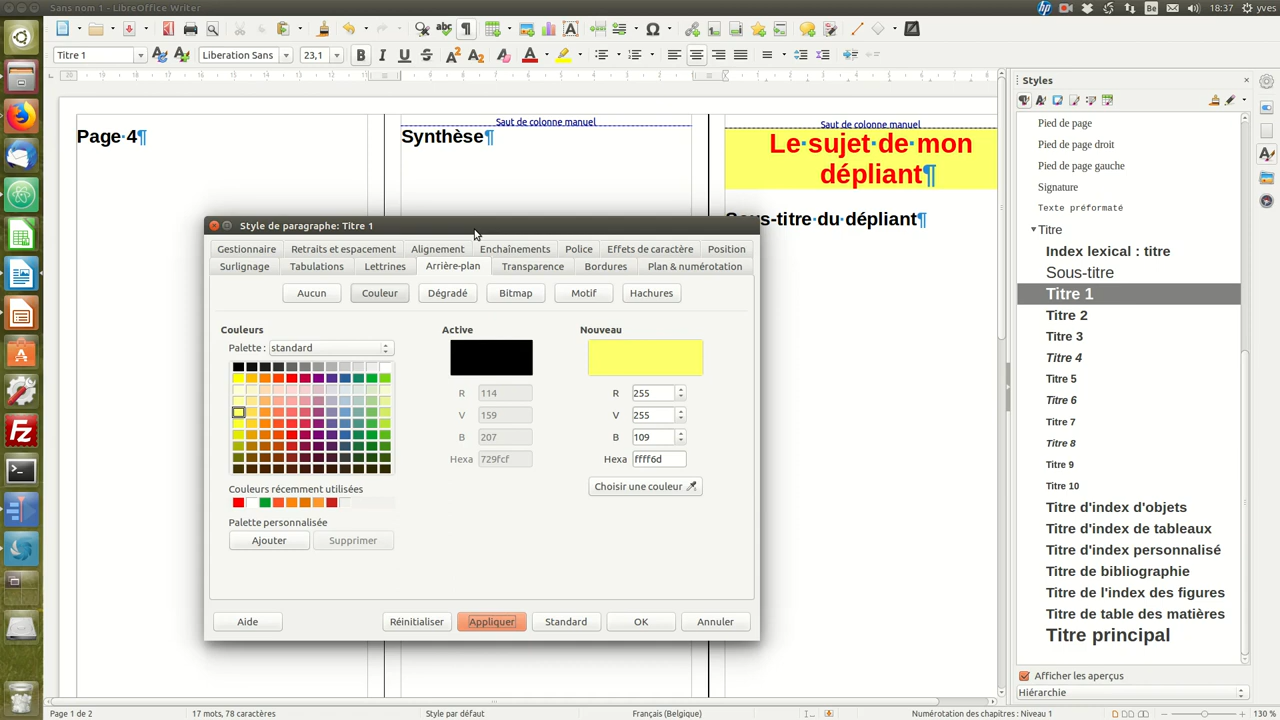 Sans nom 1 - LibreOffice Writer
Be
18:37
yves
Titre 1
Liberation Sans
23,1
Page·4¶
Saut de colonne manuel
Synthèse¶
Saut de colonne manuel
Le·sujet·de·mon
dépliant¶
Sous-titre·du·dépliant¶
Style de paragraphe: Titre 1
Gestionnaire
Retraits et espacement
Alignement
Enchaînements
Police
Effets de caractère
Position
Surlignage
Tabulations
Lettrines
Arrière-plan
Transparence
Bordures
Plan & numérotation
Aucun
Couleur
Dégradé
Bitmap
Motif
Hachures
Couleurs
Palette :
standard
Couleurs récemment utilisées
Palette personnalisée
Ajouter
Supprimer
Active
R
114
V
159
B
207
Hexa
729fcf
Nouveau
R
255
V
255
B
109
Hexa
ffff6d
Choisir une couleur
Aide
Réinitialiser
Appliquer
Standard
OK
Annuler
Styles
Pied de page
Pied de page droit
Pied de page gauche
Signature
Texte préformaté
Titre
Index lexical : titre
Sous-titre
Titre 1
Titre 2
Titre 3
Titre 4
Titre 5
Titre 6
Titre 7
Titre 8
Titre 9
Titre 10
Titre d'index d'objets
Titre d'index de tableaux
Titre d'index personnalisé
Titre de bibliographie
Titre de l'index des figures
Titre de table des matières
Titre principal
Afficher les aperçus
Hiérarchie
Page 1 de 2
17 mots, 78 caractères
Style par défaut
Français (Belgique)
Numérotation des chapitres : Niveau 1
130 %